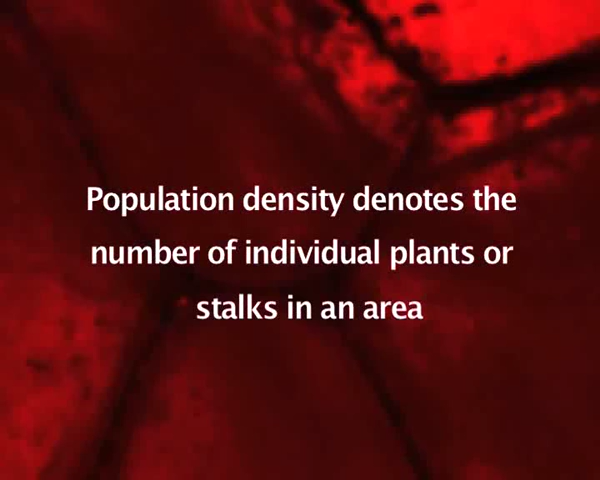 Population density denotes the
number of individual plants or
stalks in an area